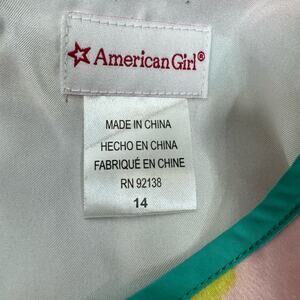 American Girl®
MADE IN CHINA
HECHO EN CHINA
FABRIQUÉ EN CHINE
RN 92138
14